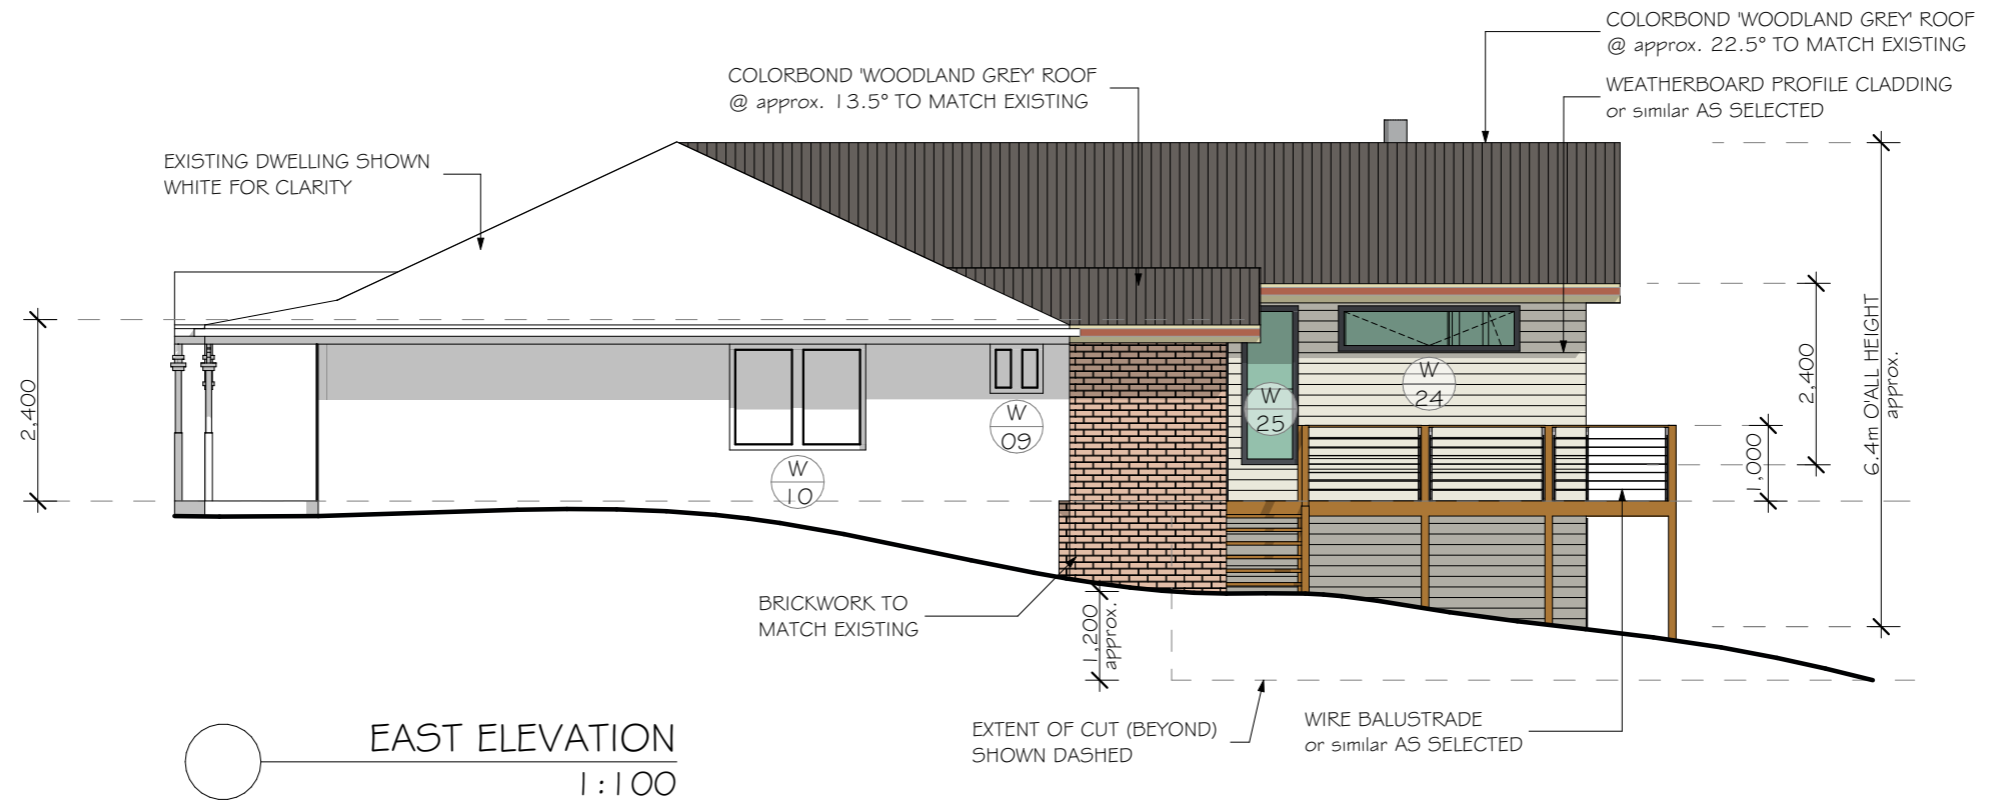 COLORBOND 'WOODLAND GREY' ROOF
@ approx. 22.5° TO MATCH EXISTING
WEATHERBOARD PROFILE CLADDING
or similar AS SELECTED
COLORBOND 'WOODLAND GREY' ROOF
@ approx. 13.5° TO MATCH EXISTING
EXISTING DWELLING SHOWN
WHITE FOR CLARITY
2,400
W
10
W
09
W
25
W
24
2,400
1,000
6.4m O'ALL HEIGHT
approx.
BRICKWORK TO
MATCH EXISTING
1,200
approx.
EXTENT OF CUT (BEYOND)
SHOWN DASHED
WIRE BALUSTRADE
or similar AS SELECTED
EAST ELEVATION
1:100